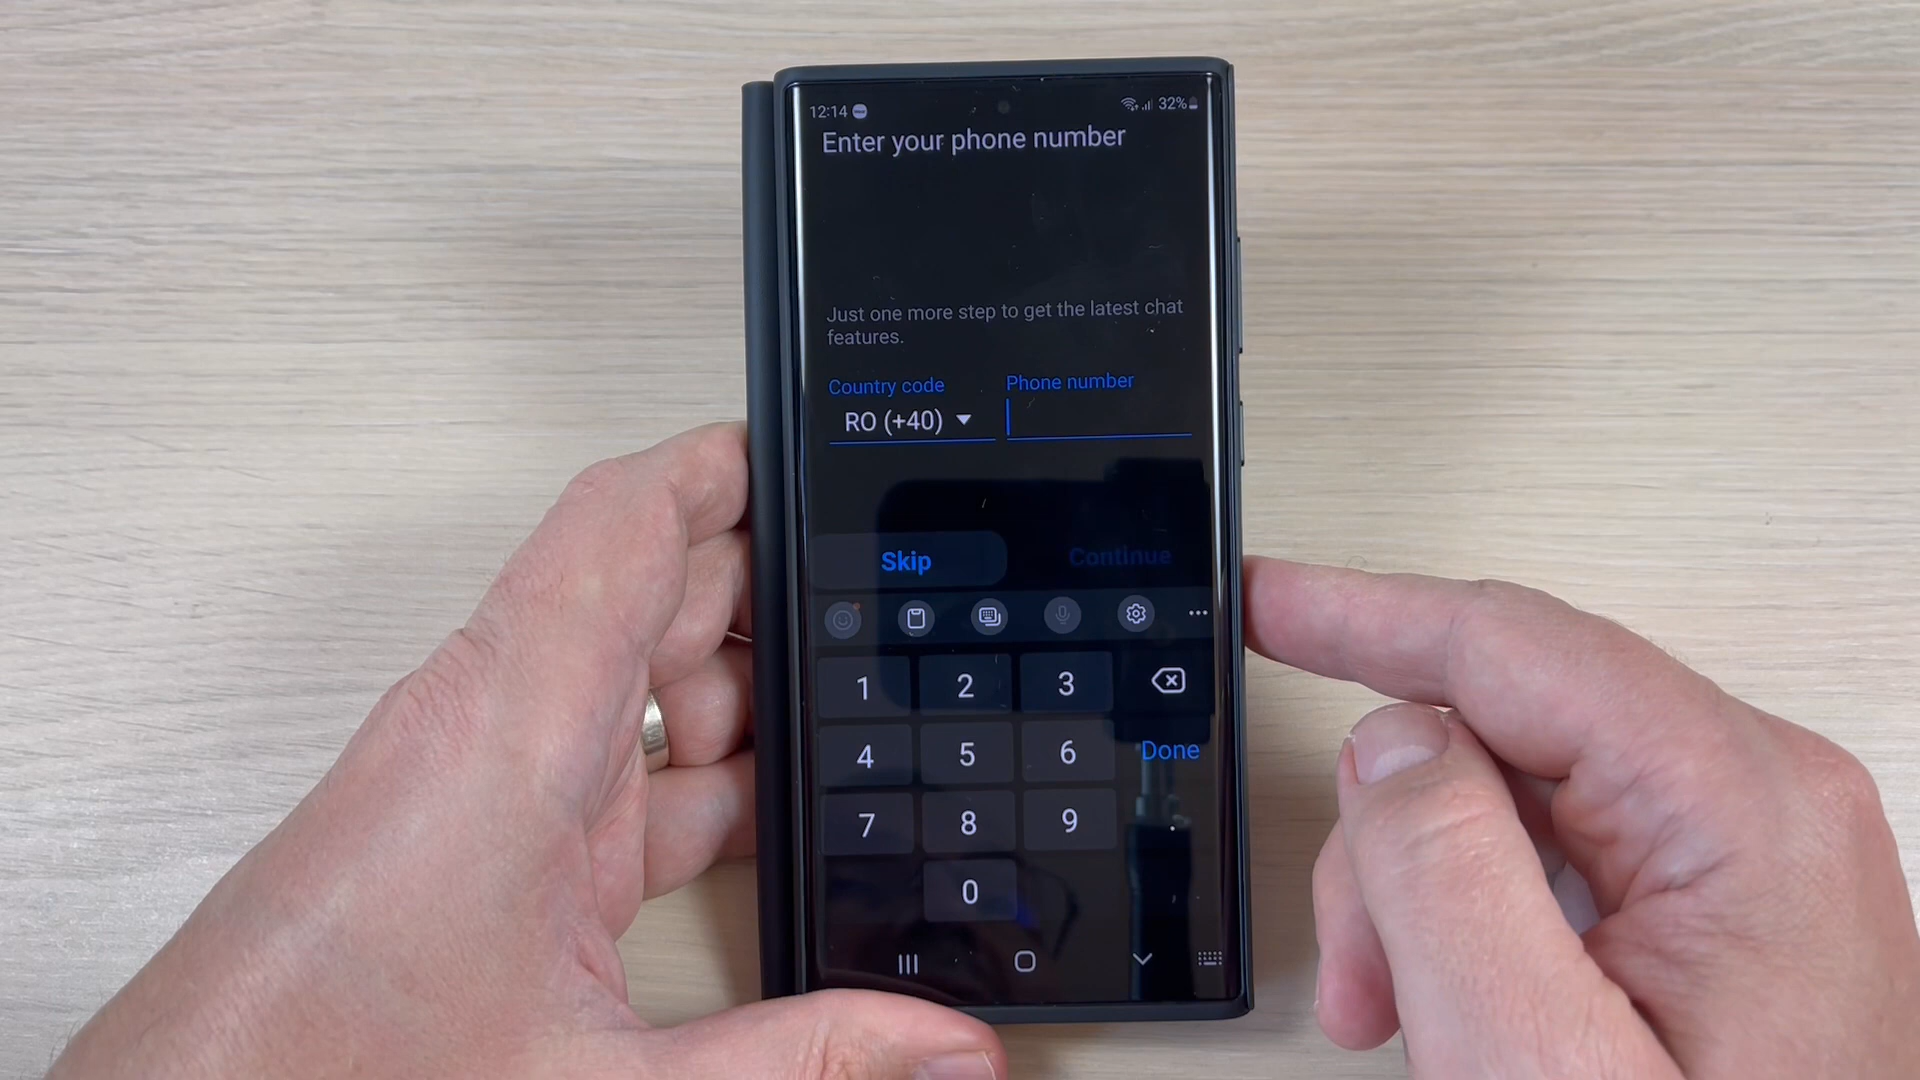 12:14
32%
Enter your phone number
Just one more step to get the latest chat
features.
Country code
Phone number
RO (+40)
Skip
Continue
1 2 3
4 5 6 Done
7 8 9
0